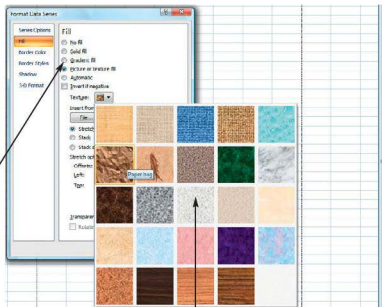 Format Data Series
Series Options
Fill
Border Color
Border Styles
Shadow
3-D Format
Fill
No fill
Solid fill
Gradient fill
Picture or texture fill
Automatic
Invert if negative
Texture:
Insert from
File...
Stretch
Stack
Stack
Stretch opt
Offsets
Left:
Top:
Paper bag
Transparen
Rotate